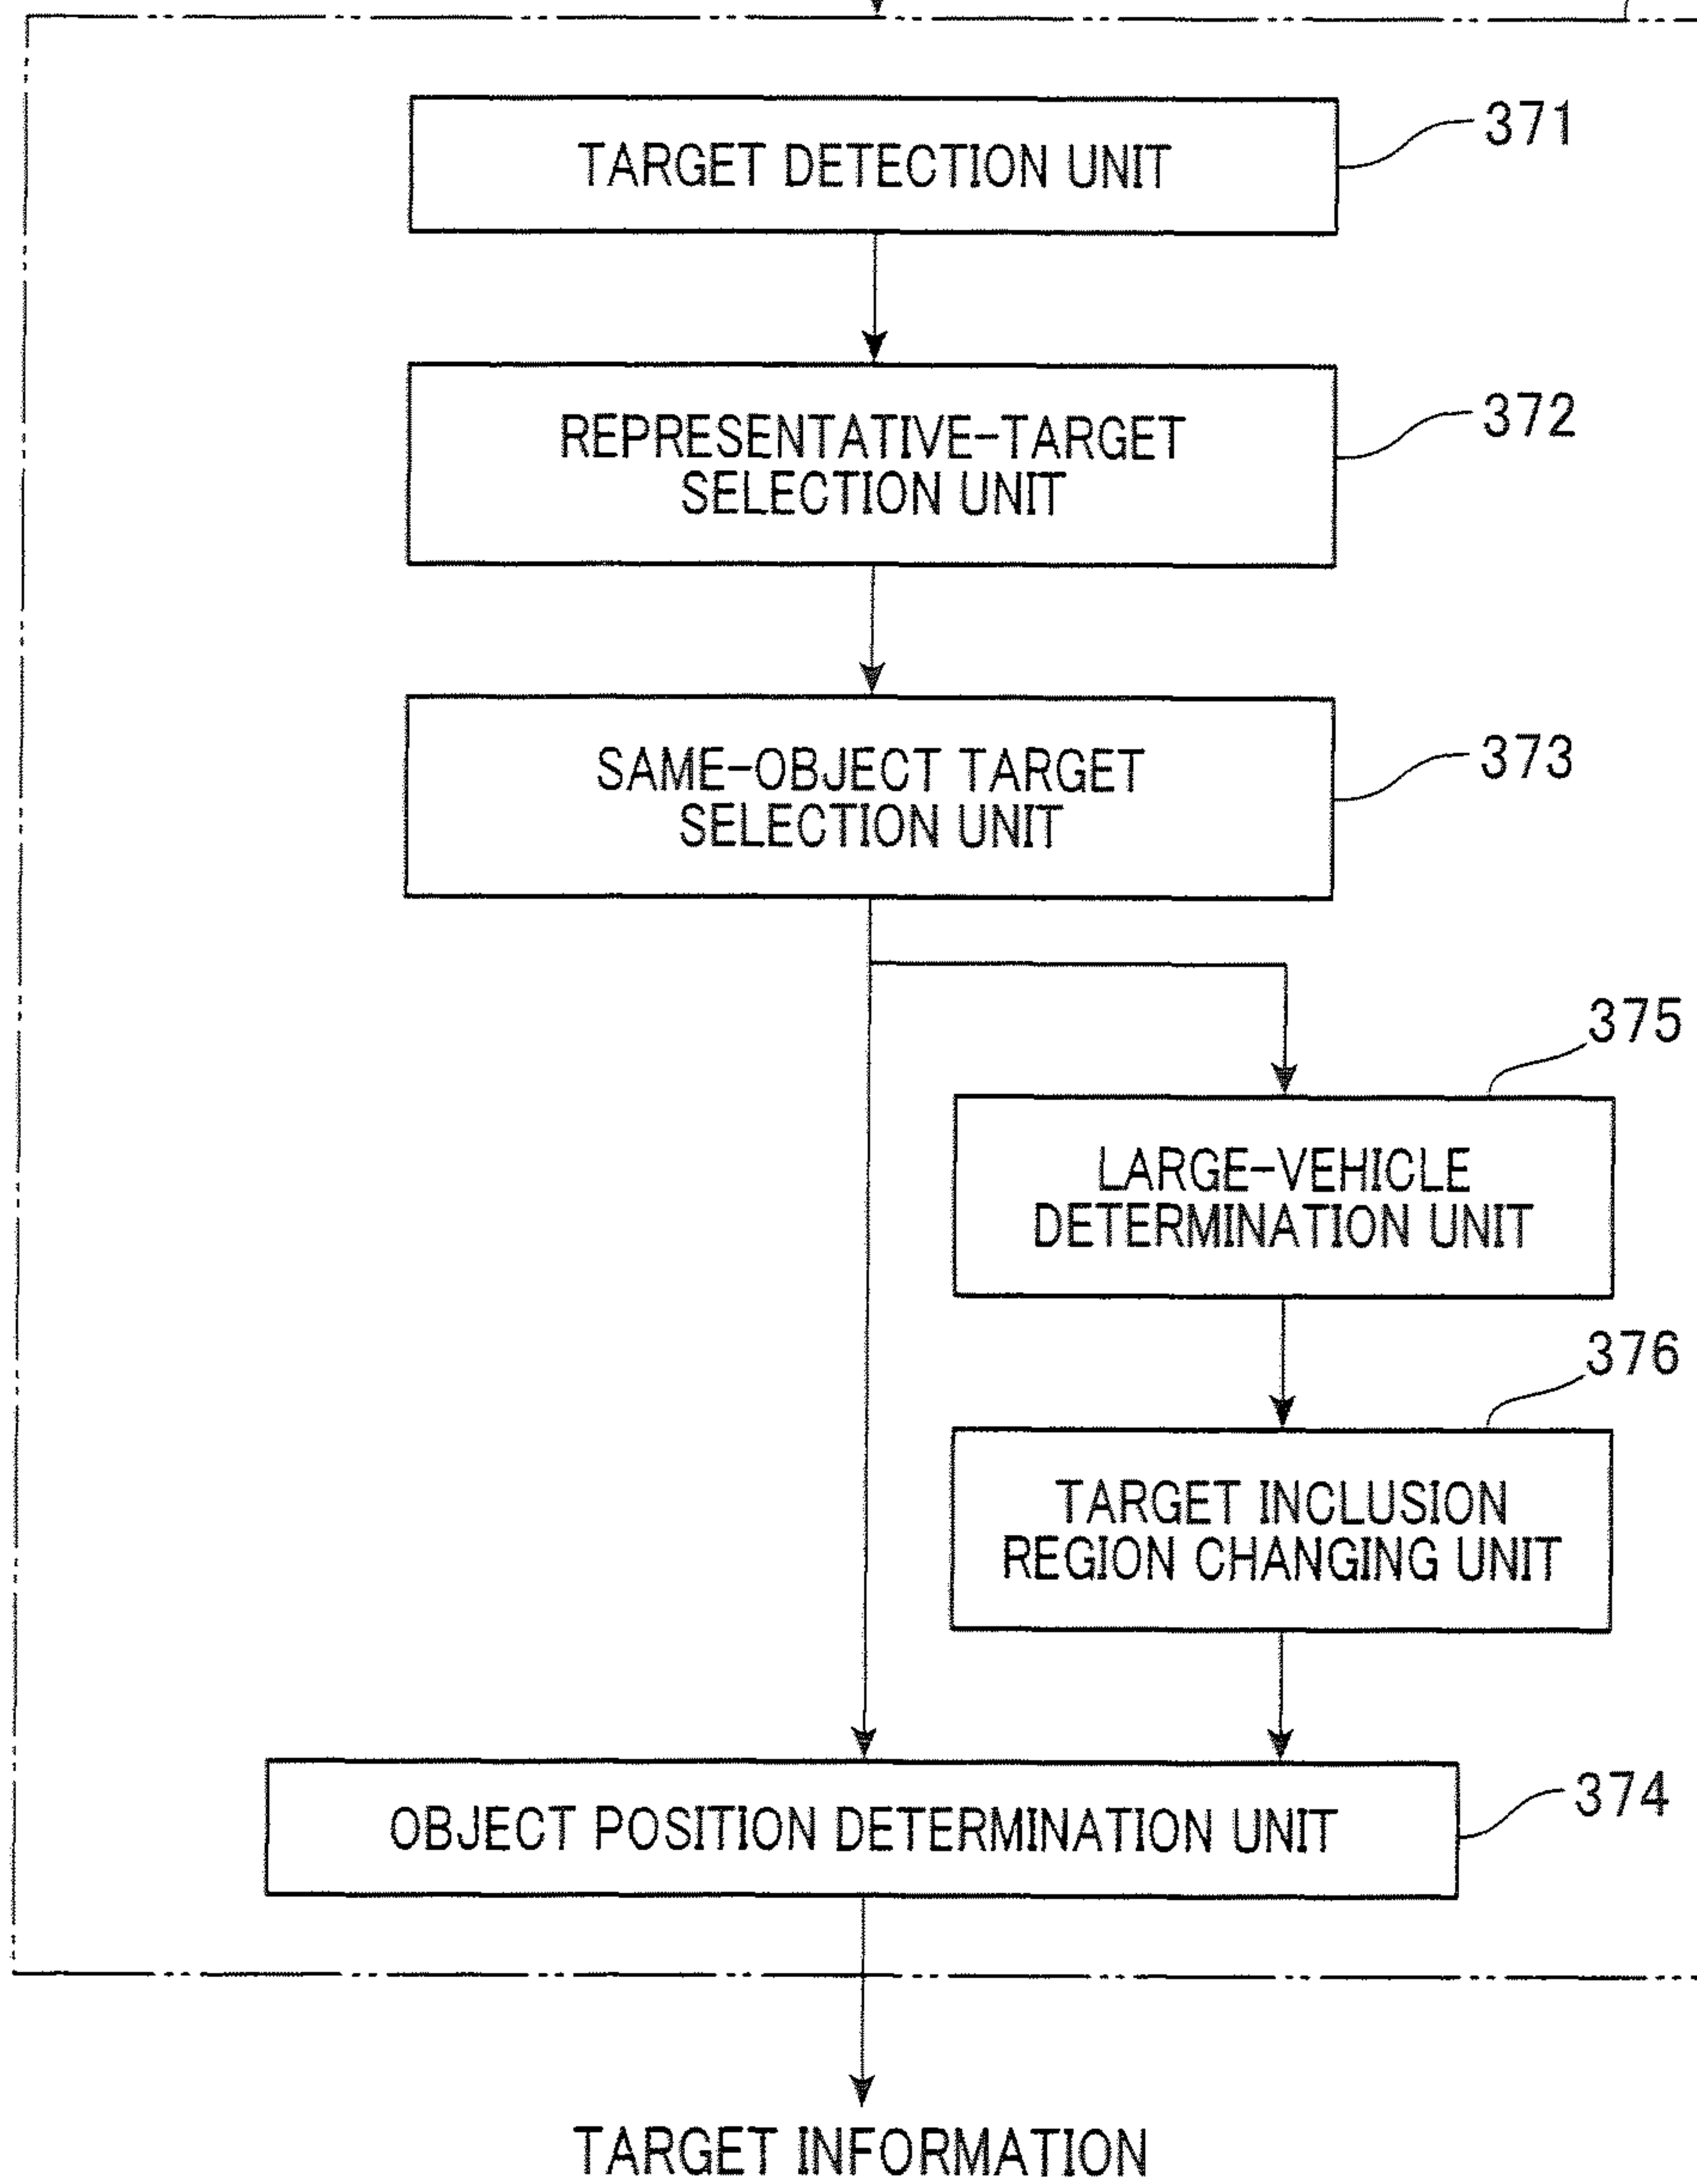 371
TARGET DETECTION UNIT
372
REPRESENTATIVE-TARGET
SELECTION UNIT
373
SAME-OBJECT TARGET
SELECTION UNIT
375
LARGE-VEHICLE
DETERMINATION UNIT
376
TARGET INCLUSION
REGION CHANGING UNIT
374
OBJECT POSITION DETERMINATION UNIT
TARGET INFORMATION